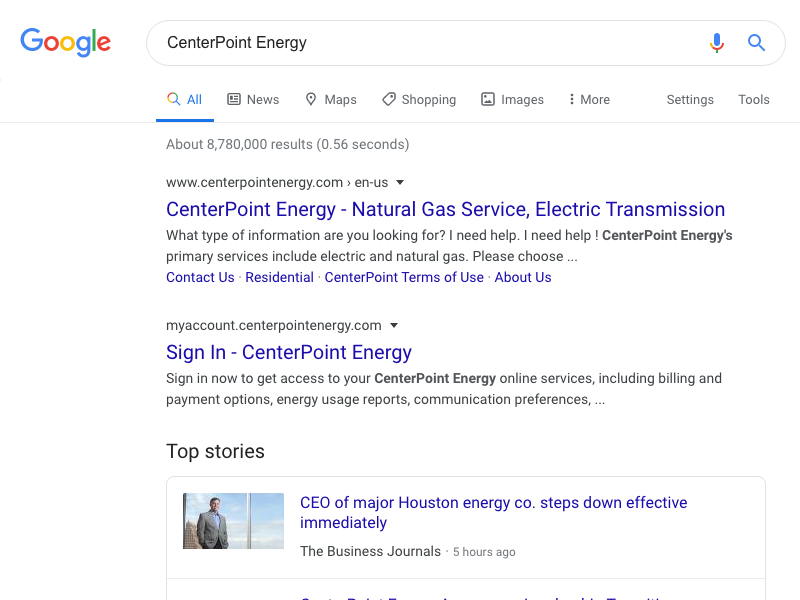 Google
CenterPoint Energy
All News Maps Shopping Images More Settings Tools
About 8,780,000 results (0.56 seconds)
www.centerpointenergy.com › en-us
CenterPoint Energy - Natural Gas Service, Electric Transmission
What type of information are you looking for? I need help. I need help ! CenterPoint Energy's
primary services include electric and natural gas. Please choose ...
Contact Us · Residential · CenterPoint Terms of Use · About Us
myaccount.centerpointenergy.com
Sign In - CenterPoint Energy
Sign in now to get access to your CenterPoint Energy online services, including billing and
payment options, energy usage reports, communication preferences, ...
Top stories
CEO of major Houston energy co. steps down effective
immediately
The Business Journals · 5 hours ago